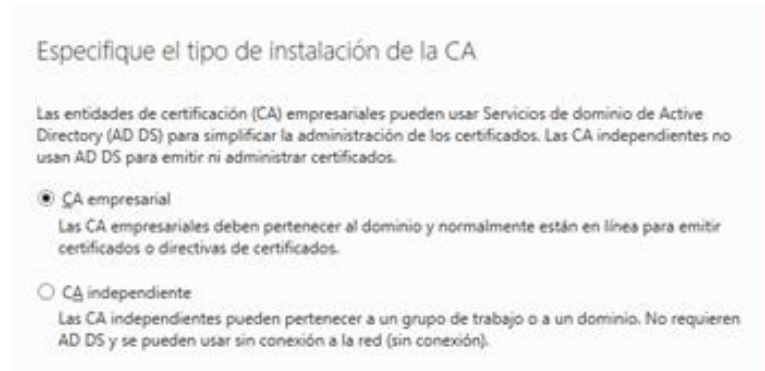 Especifique el tipo de instalación de la CA
Las entidades de certificación (CA) empresariales pueden usar Servicios de dominio de Active
Directory (AD DS) para simplificar la administración de los certificados. Las CA independientes no
usan AD DS para emitir ni administrar certificados.
CA empresarial
Las CA empresariales deben pertenecer al dominio y normalmente están en línea para emitir
certificados o directivas de certificados.
CA independiente
Las CA independientes pueden pertenecer a un grupo de trabajo o a un dominio. No requieren
AD DS y se pueden usar sin conexión a la red (sin conexión).